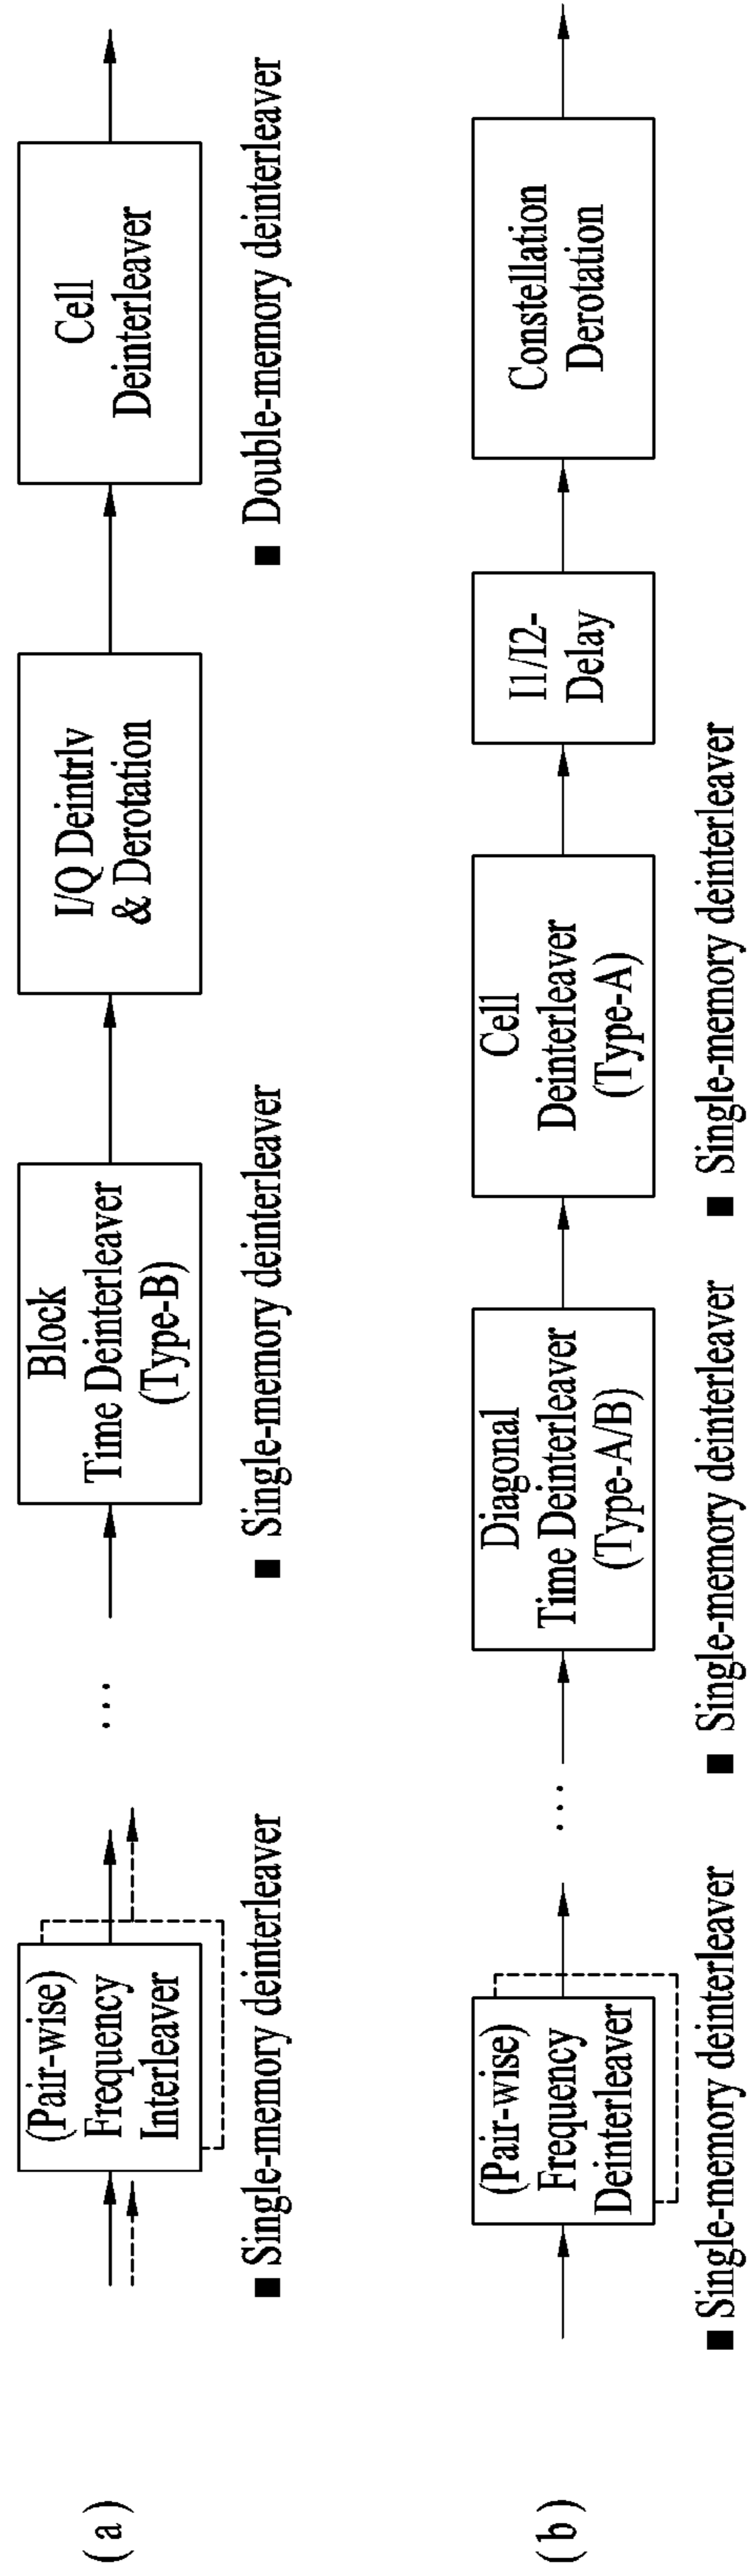 (a)
(Pair-wise)
Frequency
Interleaver
■ Single-memory deinterleaver
...
Block
Time Deinterleaver
(Type-B)
■ Single-memory deinterleaver
I/Q Deintrlv
& Derotation
Cell
Deinterleaver
■ Double-memory deinterleaver
(b)
(Pair-wise)
Frequency
Deinterleaver
■ Single-memory deinterleaver
...
Diagonal
Time Deinterleaver
(Type-A/B)
■ Single-memory deinterleaver
Cell
Deinterleaver
(Type-A)
■ Single-memory deinterleaver
I1/I2-
Delay
Constellation
Derotation